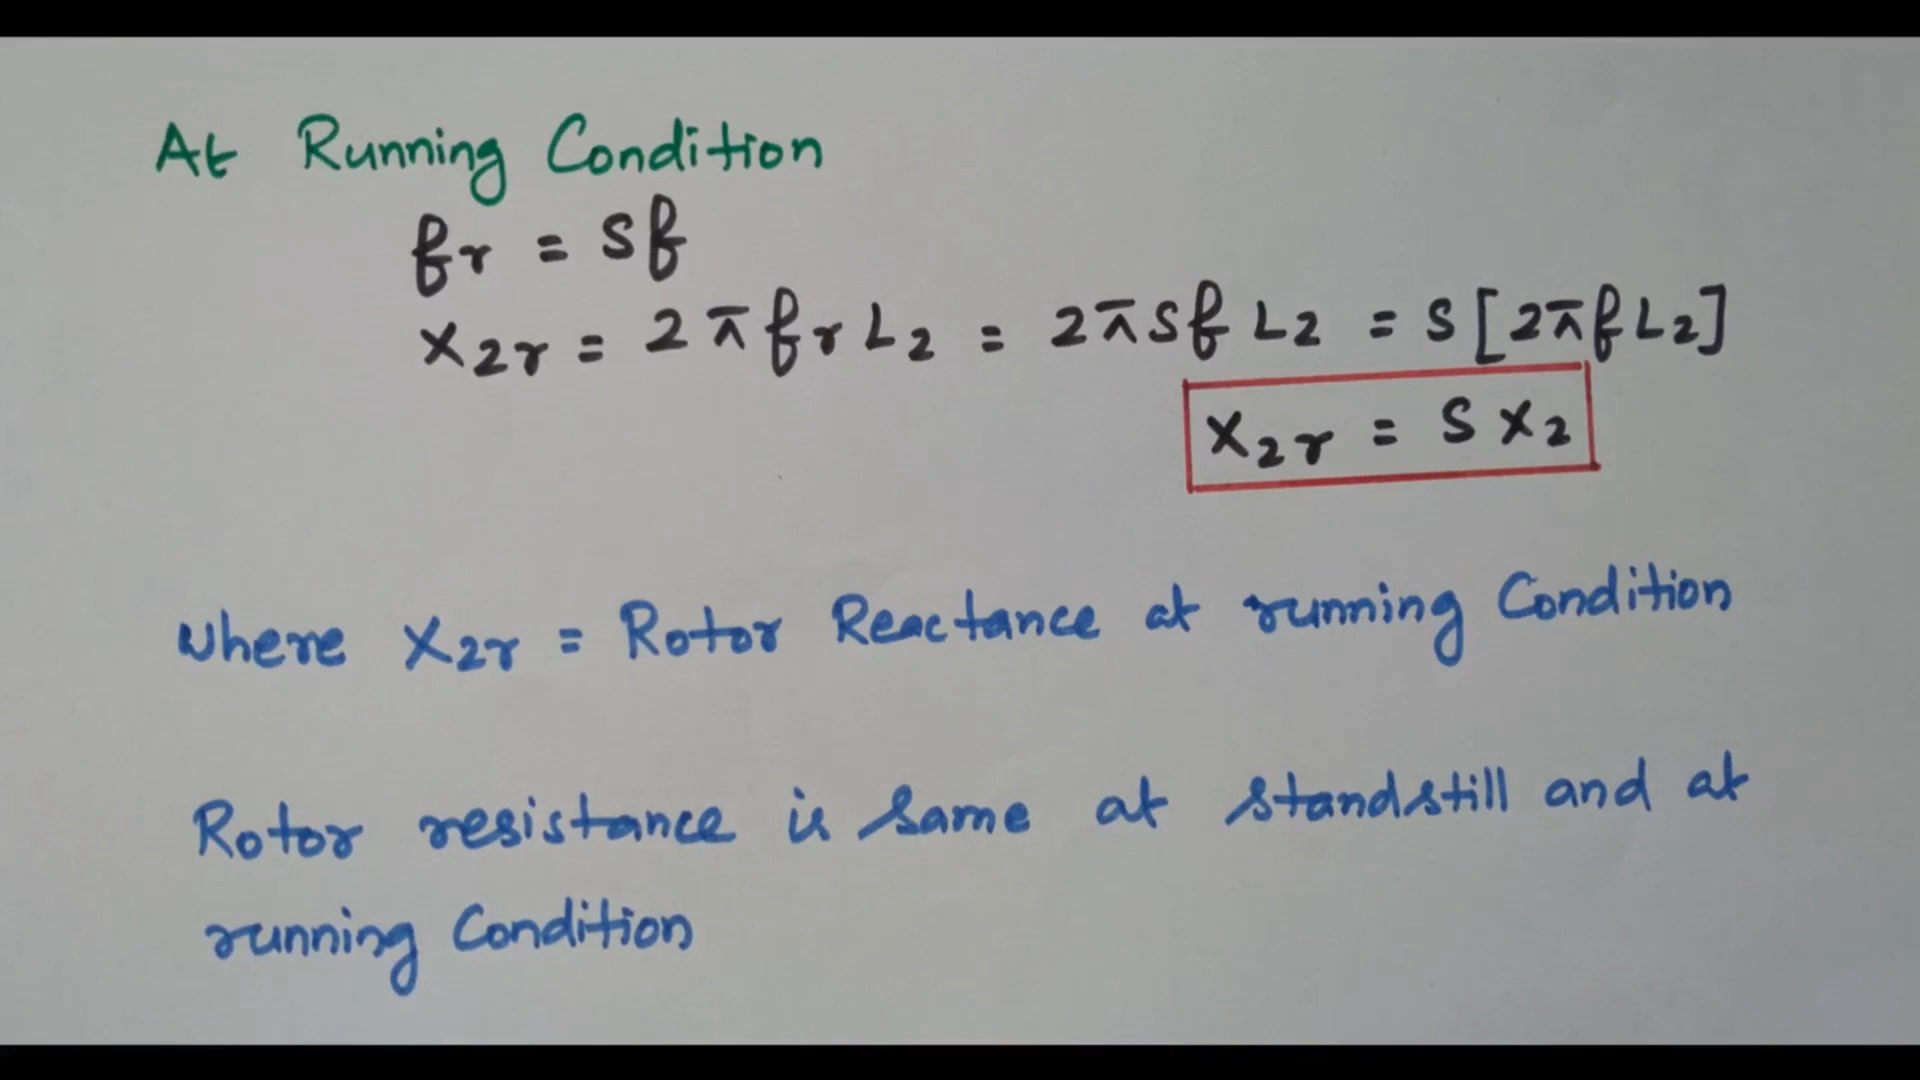 At Running Condition
fr = Sf
X2r = 2πfrL2 = 2πSfL2 = S[2πfL2]
X2r = SX2
Where X2r = Rotor Reactance at running Condition
Rotor resistance is same at standstill and at
running Condition